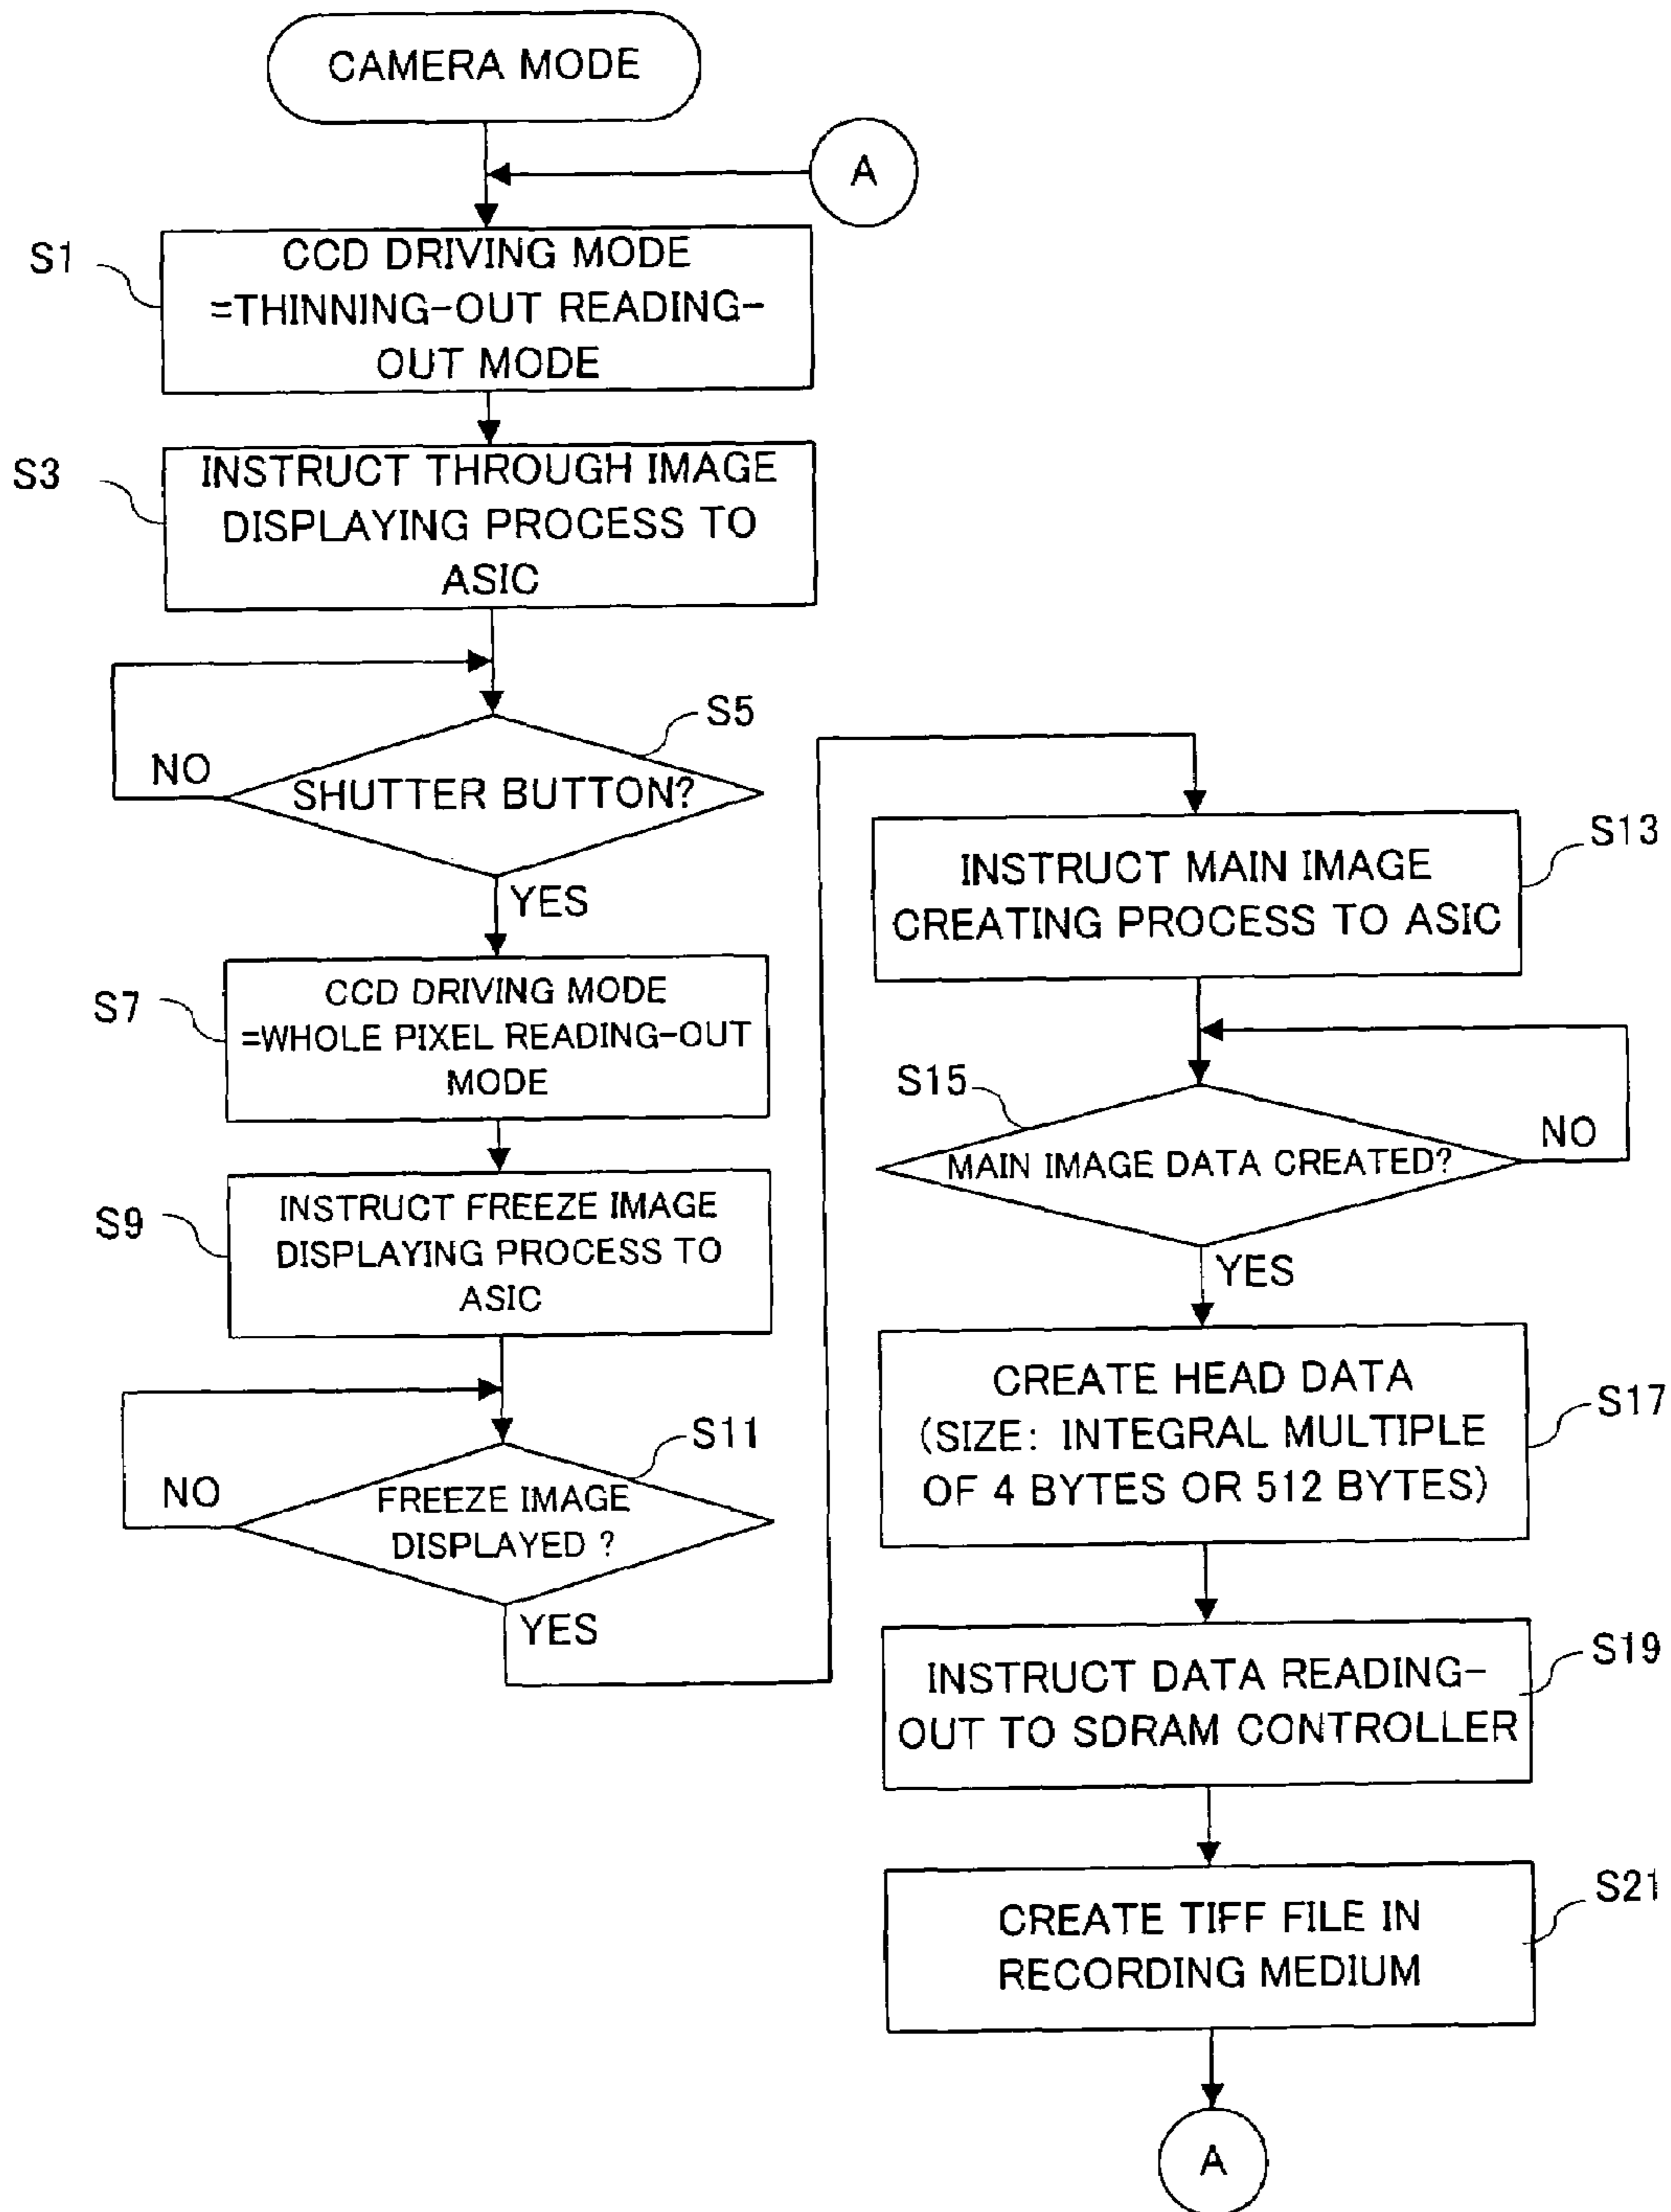 CAMERA MODE
A
S1
CCD DRIVING MODE
=THINNING-OUT READING-
OUT MODE
S3
INSTRUCT THROUGH IMAGE
DISPLAYING PROCESS TO
ASIC
S5
NO
SHUTTER BUTTON?
YES
S7
CCD DRIVING MODE
=WHOLE PIXEL READING-OUT
MODE
S9
INSTRUCT FREEZE IMAGE
DISPLAYING PROCESS TO
ASIC
S11
NO
FREEZE IMAGE
DISPLAYED ?
YES
S13
INSTRUCT MAIN IMAGE
CREATING PROCESS TO ASIC
S15
NO
MAIN IMAGE DATA CREATED?
YES
S17
CREATE HEAD DATA
(SIZE: INTEGRAL MULTIPLE
OF 4 BYTES OR 512 BYTES)
S19
INSTRUCT DATA READING-
OUT TO SDRAM CONTROLLER
S21
CREATE TIFF FILE IN
RECORDING MEDIUM
A